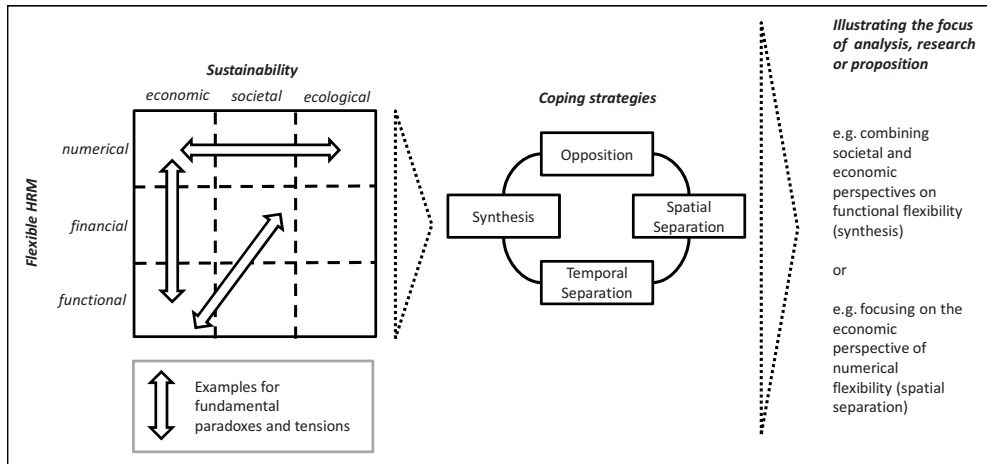 Sustainability
economic societal ecological
Flexible HRM
numerical
financial
functional
Examples for
fundamental
paradoxes and tensions
Coping strategies
Opposition
Synthesis
Spatial
Separation
Temporal
Separation
Illustrating the focus
of analysis, research
or proposition
e.g. combining
societal and
economic
perspectives on
functional flexibility
(synthesis)
or
e.g. focusing on the
economic
perspective of
numerical
flexibility (spatial
separation)